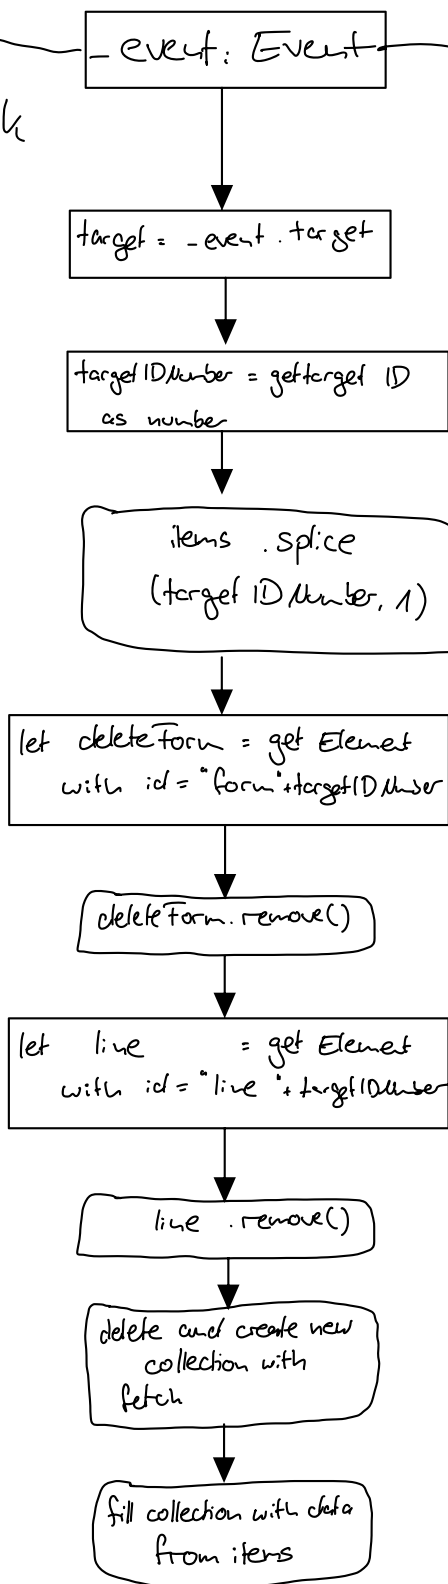 _event: Event
k
target = _event.target
targetIDNumber = gettarget ID
as number
items .splice
(target IDNumber, 1)
let deleteForm = get Element
with id = "form"+targetIDNumber
deleteForm.remove()
let line = get Element
with id = "line"+targetIDNumber
line .remove()
delete and create new
collection with
fetch
fill collection with data
from items